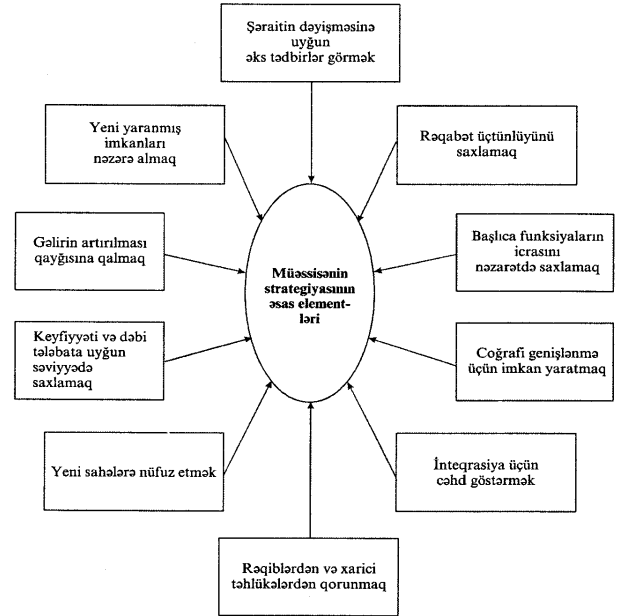 Şəraitin dəyişməsinə
uyğun
əks tədbirlər görmək
Yeni yaranmış
imkanları
nəzərə almaq
Rəqabət üçtünlüyünü
saxlamaq
Gəlirin artırılması
qayğısına qalmaq
Başlıca funksiyaların
icrasını
nəzarətdə saxlamaq
Müəssisənin
strategiyasının
əsas element-
ləri
Keyfiyyəti və dəbi
tələbata uyğun
səviyyədə
saxlamaq
Coğrafi genişlənmə
üçün imkan yaratmaq
Yeni sahələrə nüfuz etmək
İnteqrasiya üçün
cəhd göstərmək
Rəqiblərdən və xarici
təhlükələrdən qorunmaq